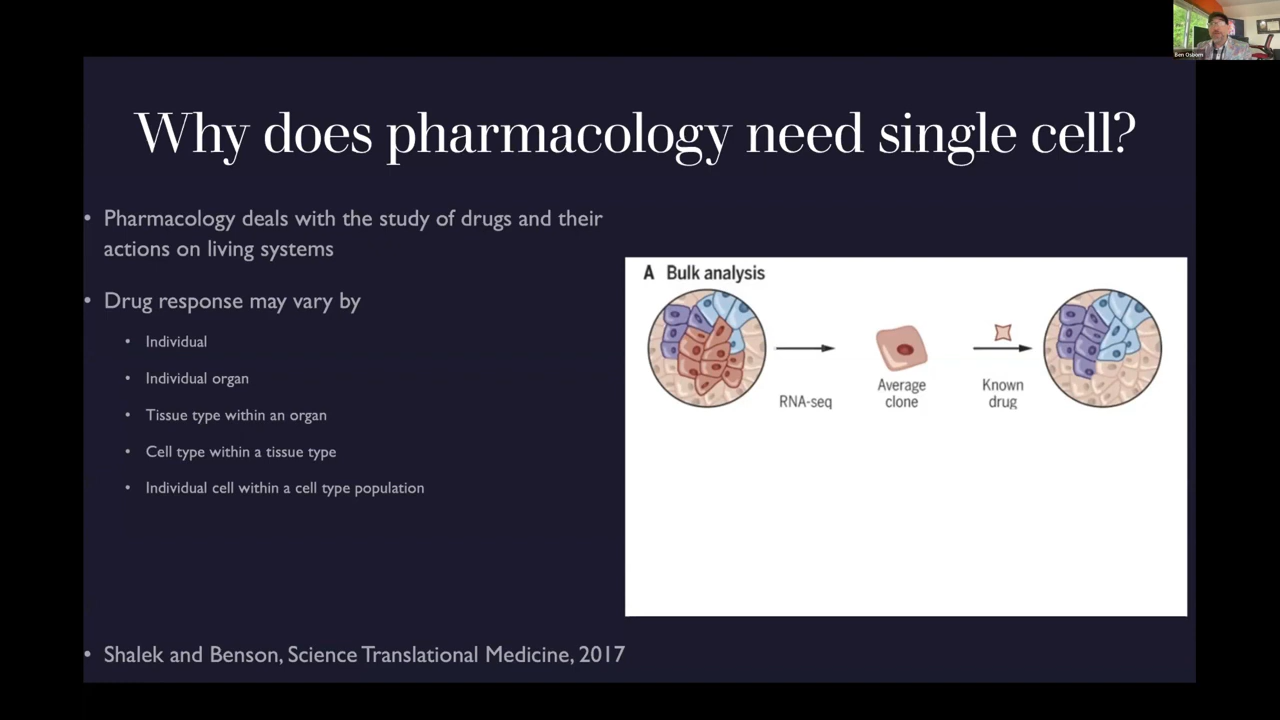 Ben Osborn
Why does pharmacology need single cell?
• Pharmacology deals with the study of drugs and their
actions on living systems
• Drug response may vary by
• Individual
• Individual organ
• Tissue type within an organ
• Cell type within a tissue type
• Individual cell within a cell type population
A Bulk analysis
RNA-seq
Average
clone
Known
drug
• Shalek and Benson, Science Translational Medicine, 2017